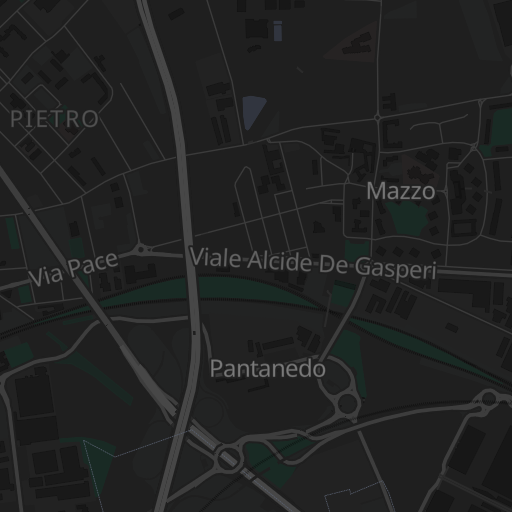 PIETRO
Mazzo
Viale Alcide De Gasperi
Via Pace
Pantanedo